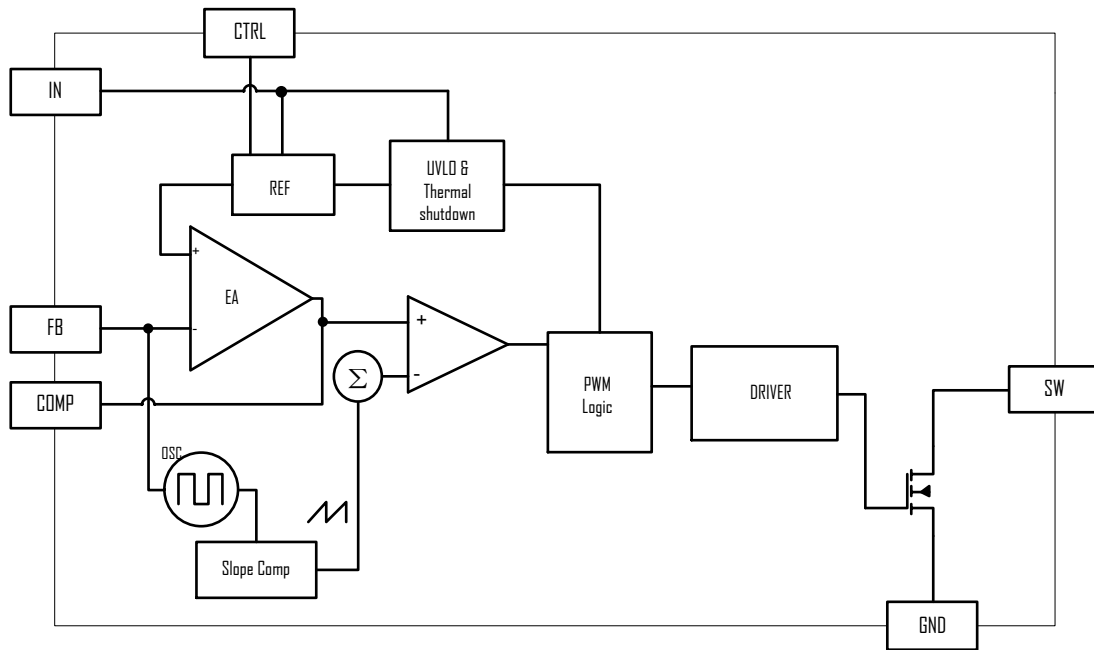 CTRL
IN
REF
UVLO &
Thermal
shutdown
+
EA
-
FB
COMP
+
-
Σ
PWM
Logic
DRIVER
SW
OSC
Slope Comp
GND